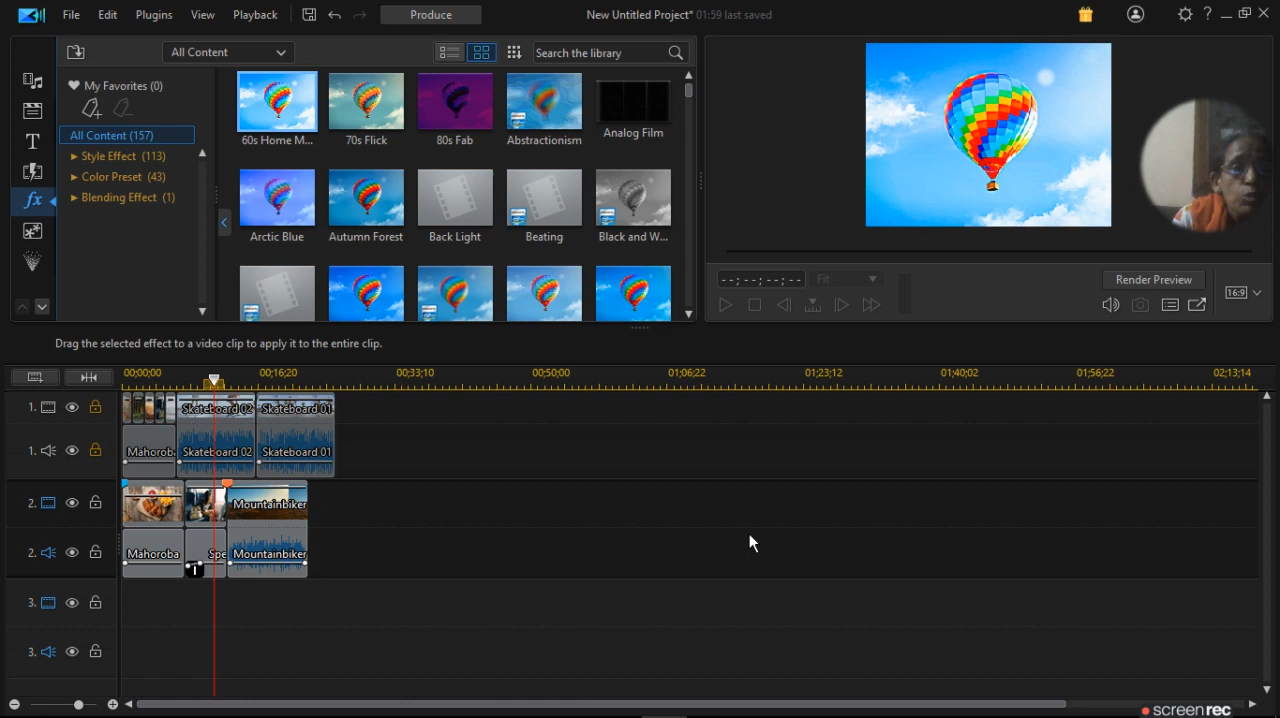 File Edit Plugins View Playback Produce New Untitled Project* 01:59 last saved ?
All Content Search the library
My Favorites (0)
All Content (157)
Style Effect (113)
Color Preset (43)
Blending Effect (1)
60s Home M... 70s Flick 80s Fab Abstractionism Analog Film
Arctic Blue Autumn Forest Back Light Beating Black and W...
--;--;--;-- Fit Render Preview
16:9
Drag the selected effect to a video clip to apply it to the entire clip.
00;00;00 00;16;20 00;33;10 00;50;00 01;06;22 01;23;12 01;40;02 01;56;22 02;13;14
1. Skateboard 02 Skateboard 01
1. Mahorob Skateboard 02 Skateboard 01
2. Mountainbiker
2. Mahoroba Spe Mountainbiker
3.
3.
screenrec